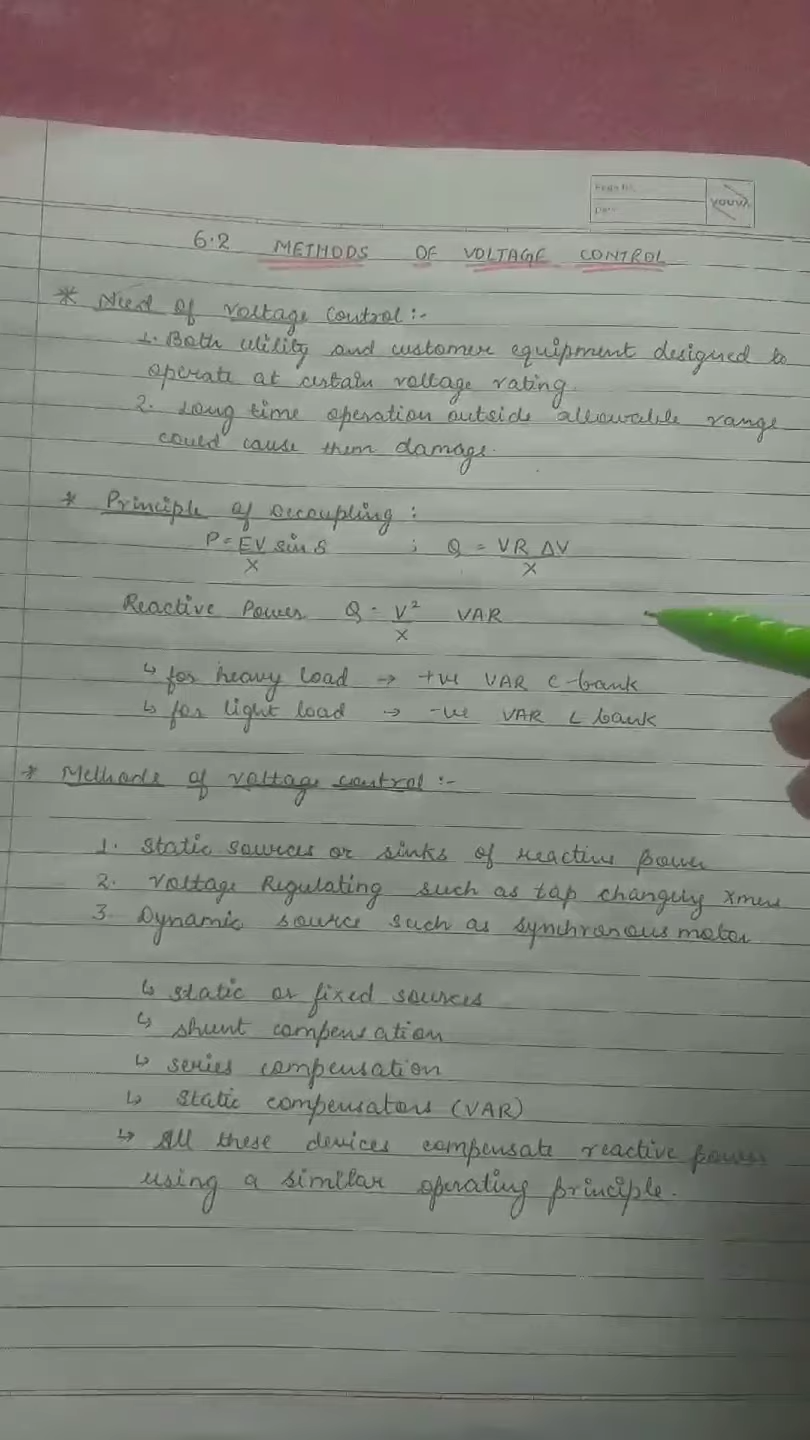 Page No.
Date
YOUVA
6.2 METHODS OF VOLTAGE CONTROL
* Need of Voltage Control :-
1. Both utility and customer equipment designed to
operate at certain voltage rating.
2. Long time operation outside allowable range
could cause them damage.
* Principle of Decoupling :
P = EV sin δ / X ; Q = VR ΔV / X
Reactive Power Q = V² / X VAR
↳ for heavy load → +ve VAR C-bank
↳ for light load → -ve VAR L bank
* Methods of voltage control :-
1. Static sources or sinks of reactive power
2. Voltage Regulating such as tap changing xmer
3. Dynamic source such as synchronous motor
↳ static or fixed sources
↳ shunt compensation
↳ series compensation
↳ static compensators (VAR)
↳ All these devices compensate reactive power
using a similar operating principle.